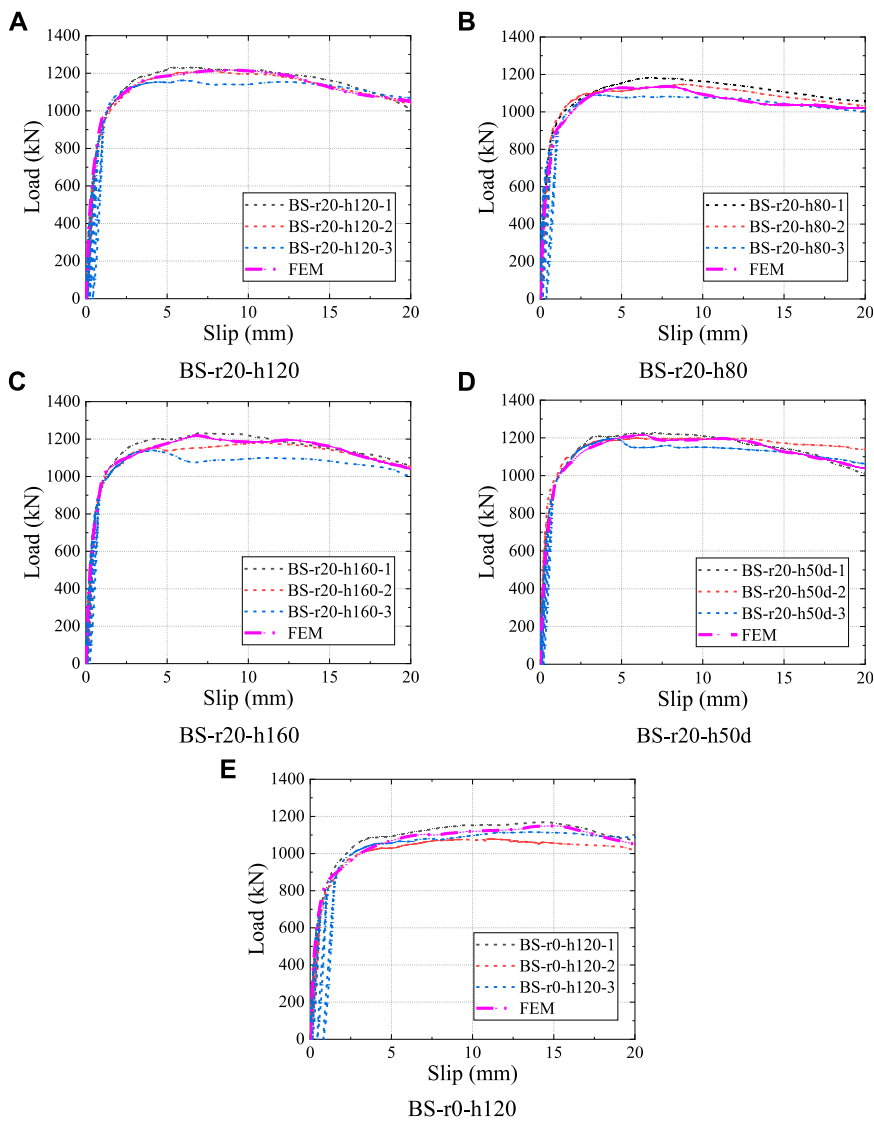 A
1400
1200
1000
800
600
400
200
0
Load (kN)
BS-r20-h120-1
BS-r20-h120-2
BS-r20-h120-3
FEM
0 5 10 15 20
Slip (mm)
BS-r20-h120
B
1400
1200
1000
800
600
400
200
0
Load (kN)
BS-r20-h80-1
BS-r20-h80-2
BS-r20-h80-3
FEM
0 5 10 15 20
Slip (mm)
BS-r20-h80
C
1400
1200
1000
800
600
400
200
0
Load (kN)
BS-r20-h160-1
BS-r20-h160-2
BS-r20-h160-3
FEM
0 5 10 15 20
Slip (mm)
BS-r20-h160
D
1400
1200
1000
800
600
400
200
0
Load (kN)
BS-r20-h50d-1
BS-r20-h50d-2
BS-r20-h50d-3
FEM
0 5 10 15 20
Slip (mm)
BS-r20-h50d
E
1400
1200
1000
800
600
400
200
0
Load (kN)
BS-r0-h120-1
BS-r0-h120-2
BS-r0-h120-3
FEM
0 5 10 15 20
Slip (mm)
BS-r0-h120